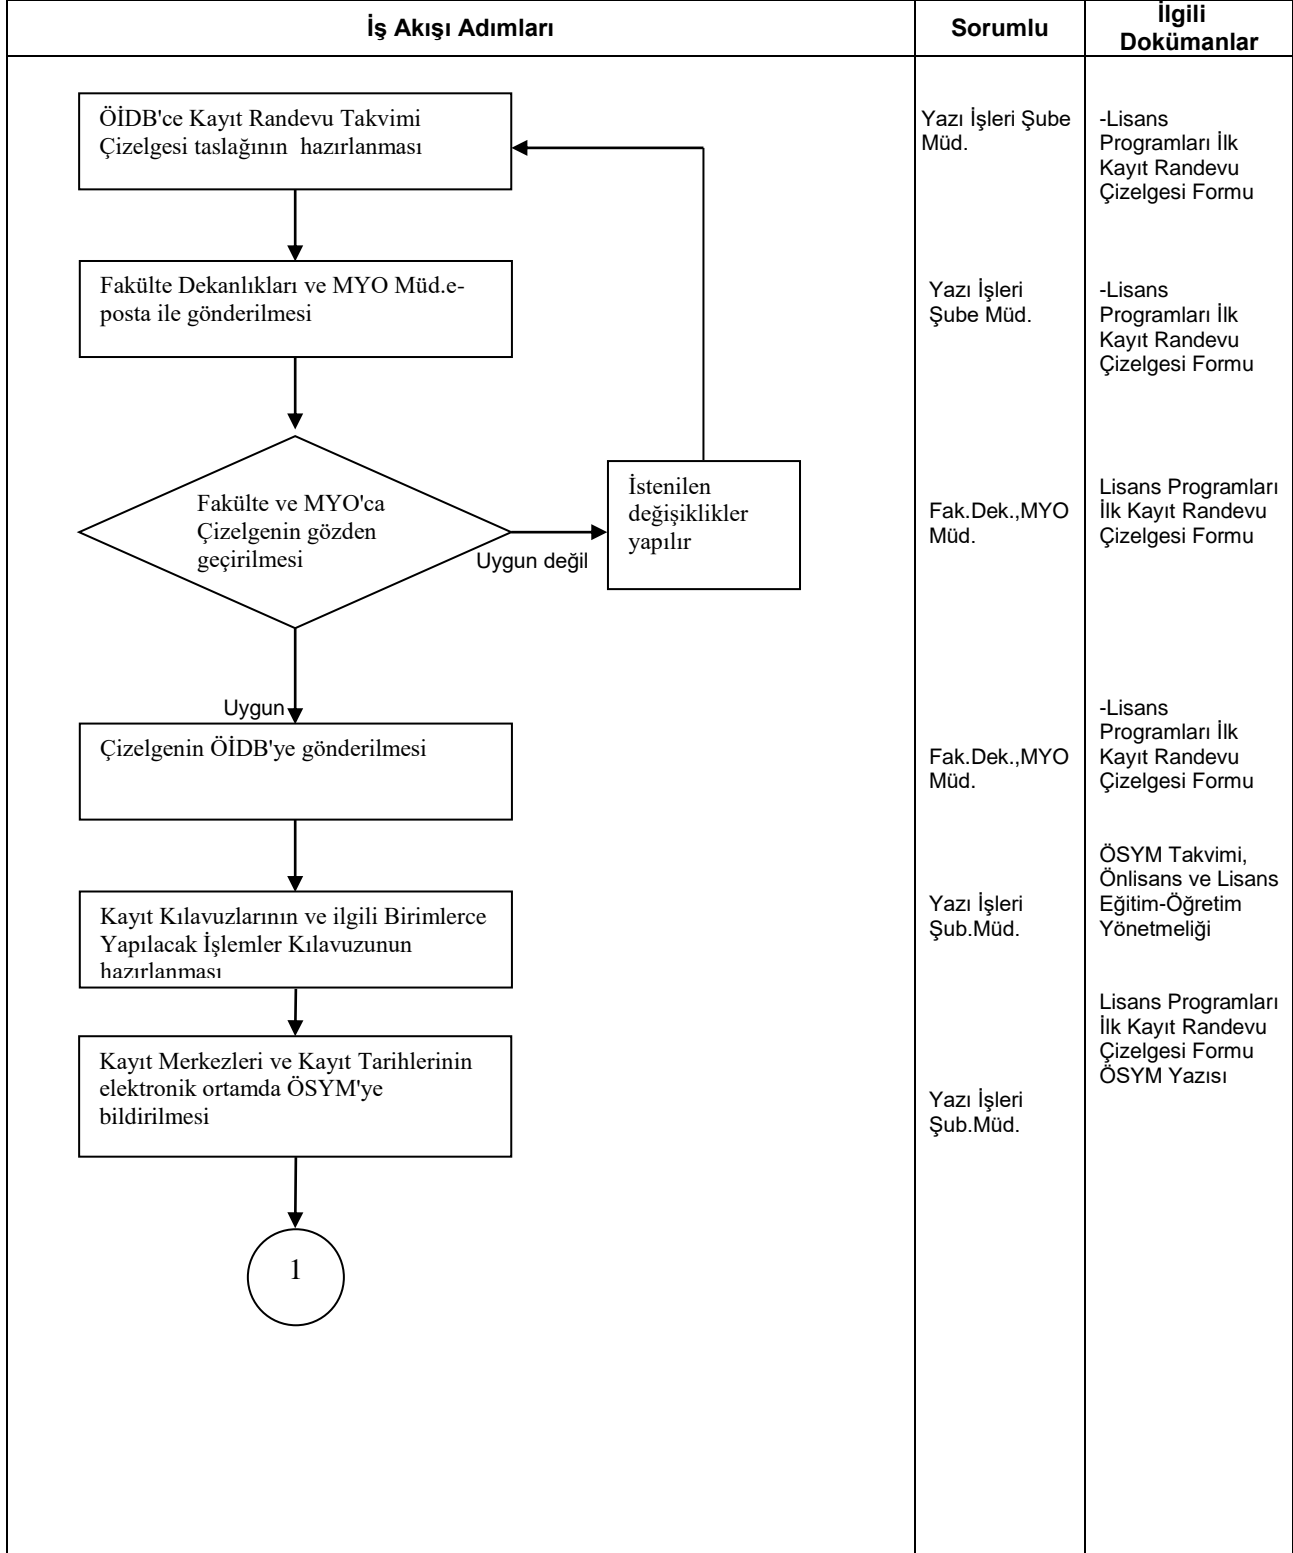 İş Akışı Adımları
Sorumlu
İlgili
Dokümanlar
ÖİDB'ce Kayıt Randevu Takvimi
Çizelgesi taslağının hazırlanması
Yazı İşleri Şube
Müd.
-Lisans
Programları İlk
Kayıt Randevu
Çizelgesi Formu
Fakülte Dekanlıkları ve MYO Müd.e-
posta ile gönderilmesi
Yazı İşleri
Şube Müd.
-Lisans
Programları İlk
Kayıt Randevu
Çizelgesi Formu
Fakülte ve MYO'ca
Çizelgenin gözden
geçirilmesi
Uygun değil
İstenilen
değişiklikler
yapılır
Fak.Dek.,MYO
Müd.
Lisans Programları
İlk Kayıt Randevu
Çizelgesi Formu
Uygun
Çizelgenin ÖİDB'ye gönderilmesi
Fak.Dek.,MYO
Müd.
-Lisans
Programları İlk
Kayıt Randevu
Çizelgesi Formu
Kayıt Kılavuzlarının ve ilgili Birimlerce
Yapılacak İşlemler Kılavuzunun
hazırlanması
Yazı İşleri
Şub.Müd.
ÖSYM Takvimi,
Önlisans ve Lisans
Eğitim-Öğretim
Yönetmeliği
Kayıt Merkezleri ve Kayıt Tarihlerinin
elektronik ortamda ÖSYM'ye
bildirilmesi
Yazı İşleri
Şub.Müd.
Lisans Programları
İlk Kayıt Randevu
Çizelgesi Formu
ÖSYM Yazısı
1